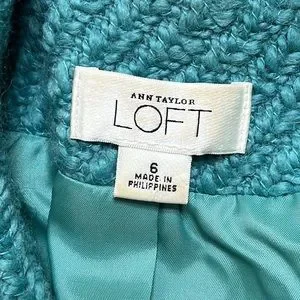 ANN TAYLOR
LOFT
6
MADE IN
PHILIPPINES